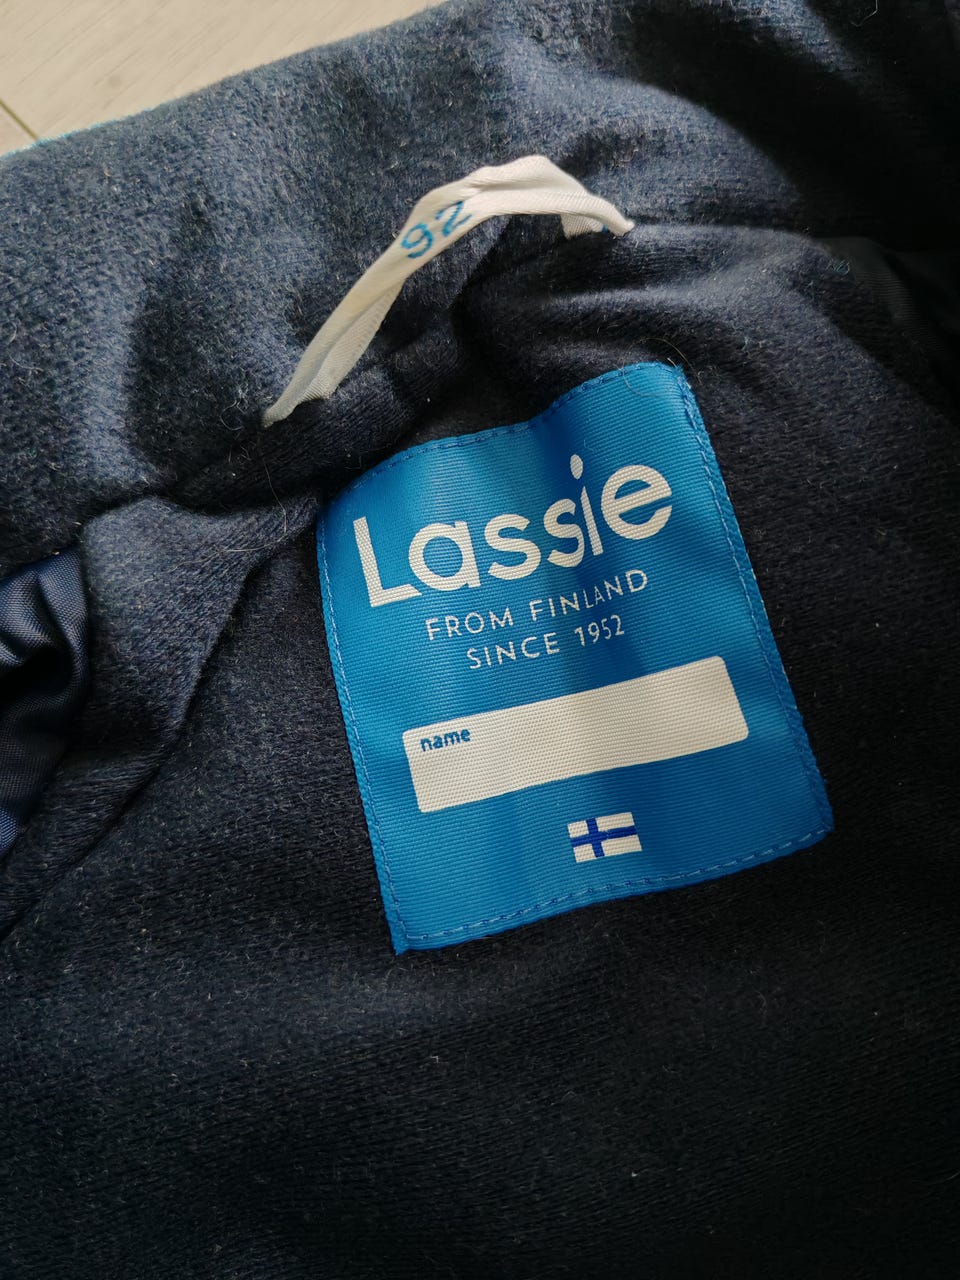 92
Lassie
FROM FINLAND
SINCE 1952
name